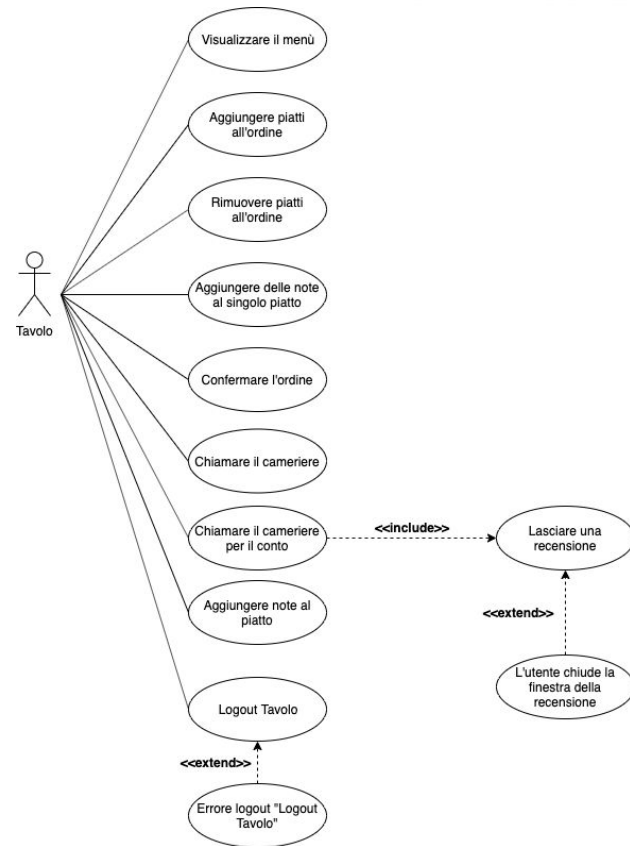 Visualizzare il menù
Aggiungere piatti
all'ordine
Rimuovere piatti
all'ordine
Tavolo
Aggiungere delle note
al singolo piatto
Confermare l'ordine
Chiamare il cameriere
Chiamare il cameriere
per il conto
<<include>>
Lasciare una
recensione
Aggiungere note al
piatto
<<extend>>
L'utente chiude la
finestra della
recensione
Logout Tavolo
<<extend>>
Errore logout "Logout
Tavolo"